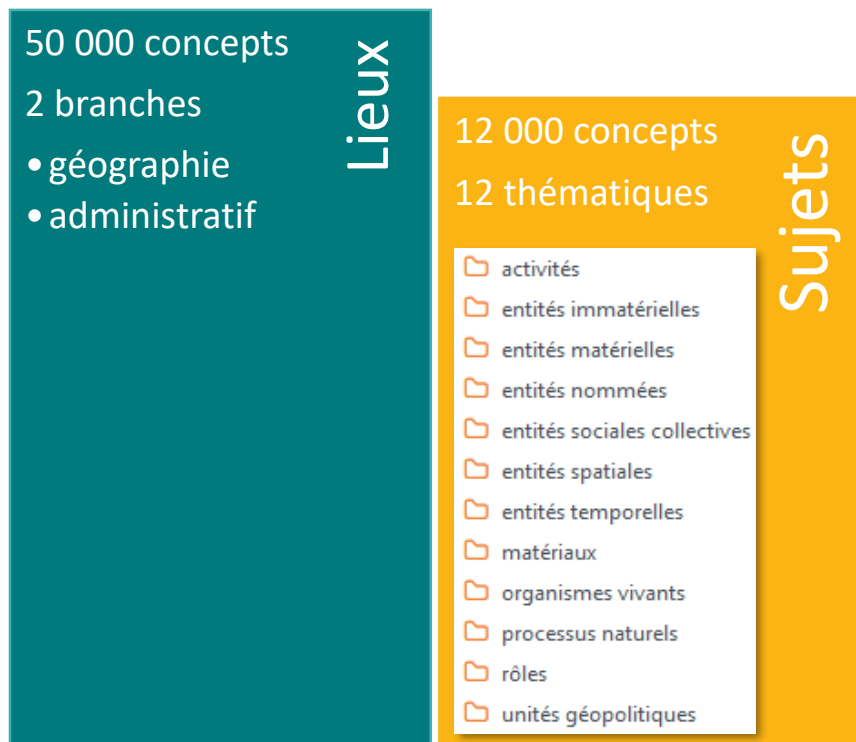 50 000 concepts
2 branches
• géographie
• administratif
Lieux
12 000 concepts
12 thématiques
activités
entités immatérielles
entités matérielles
entités nommées
entités sociales collectives
entités spatiales
entités temporelles
matériaux
organismes vivants
processus naturels
rôles
unités géopolitiques
Sujets